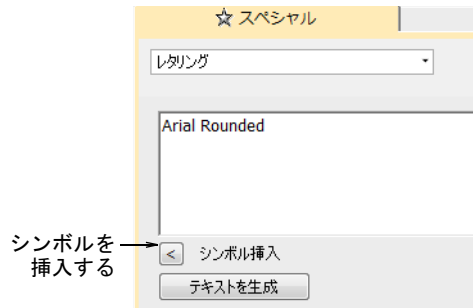 ☆ スペシャル
レタリング
Arial Rounded
シンボルを
挿入する
< シンボル挿入
テキストを生成